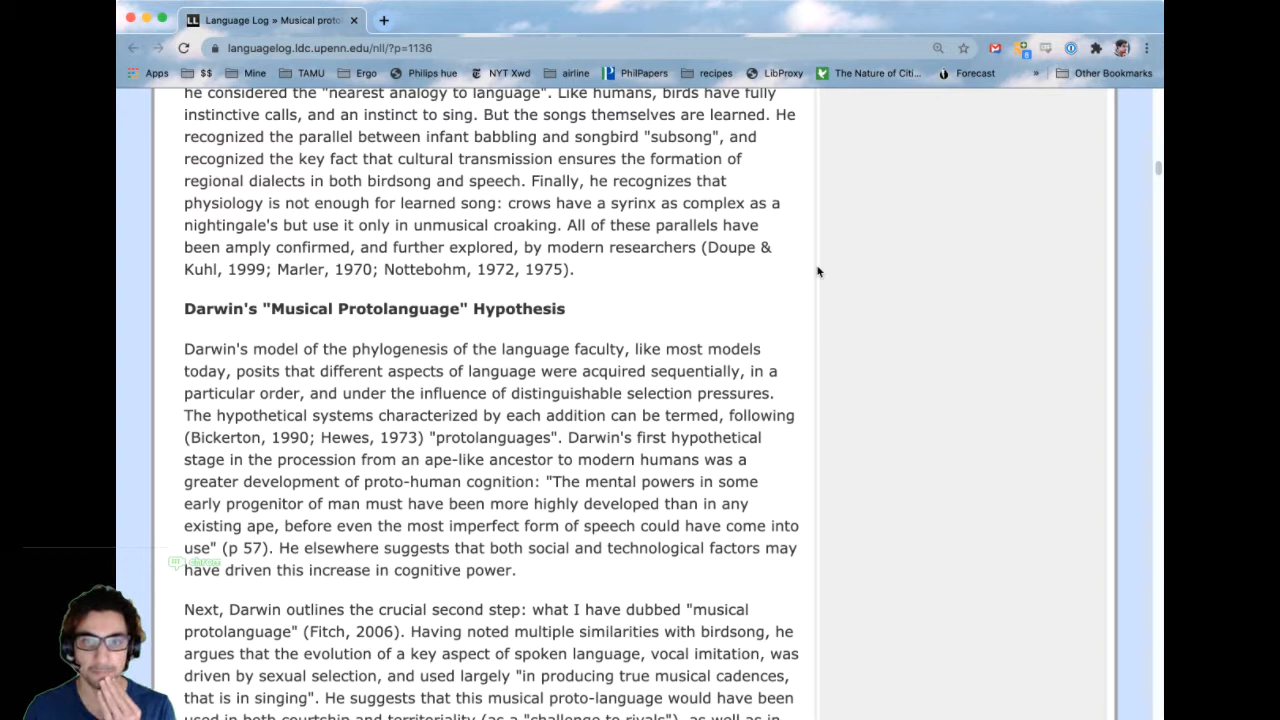 Language Log » Musical proto
languagelog.ldc.upenn.edu/nll/?p=1136
8
Apps $$ Mine TAMU Ergo Philips hue NYT Xwd airline PhilPapers recipes LibProxy The Nature of Citi... Forecast » Other Bookmarks
he considered the "nearest analogy to language". Like humans, birds have fully
instinctive calls, and an instinct to sing. But the songs themselves are learned. He
recognized the parallel between infant babbling and songbird "subsong", and
recognized the key fact that cultural transmission ensures the formation of
regional dialects in both birdsong and speech. Finally, he recognizes that
physiology is not enough for learned song: crows have a syrinx as complex as a
nightingale's but use it only in unmusical croaking. All of these parallels have
been amply confirmed, and further explored, by modern researchers (Doupe &
Kuhl, 1999; Marler, 1970; Nottebohm, 1972, 1975).
Darwin's "Musical Protolanguage" Hypothesis
Darwin's model of the phylogenesis of the language faculty, like most models
today, posits that different aspects of language were acquired sequentially, in a
particular order, and under the influence of distinguishable selection pressures.
The hypothetical systems characterized by each addition can be termed, following
(Bickerton, 1990; Hewes, 1973) "protolanguages". Darwin's first hypothetical
stage in the procession from an ape-like ancestor to modern humans was a
greater development of proto-human cognition: "The mental powers in some
early progenitor of man must have been more highly developed than in any
existing ape, before even the most imperfect form of speech could have come into
use" (p 57). He elsewhere suggests that both social and technological factors may
have driven this increase in cognitive power.
Next, Darwin outlines the crucial second step: what I have dubbed "musical
protolanguage" (Fitch, 2006). Having noted multiple similarities with birdsong, he
argues that the evolution of a key aspect of spoken language, vocal imitation, was
driven by sexual selection, and used largely "in producing true musical cadences,
that is in singing". He suggests that this musical proto-language would have been
used in both courtship and territoriality (as a "challenge to rivals"), as well as in